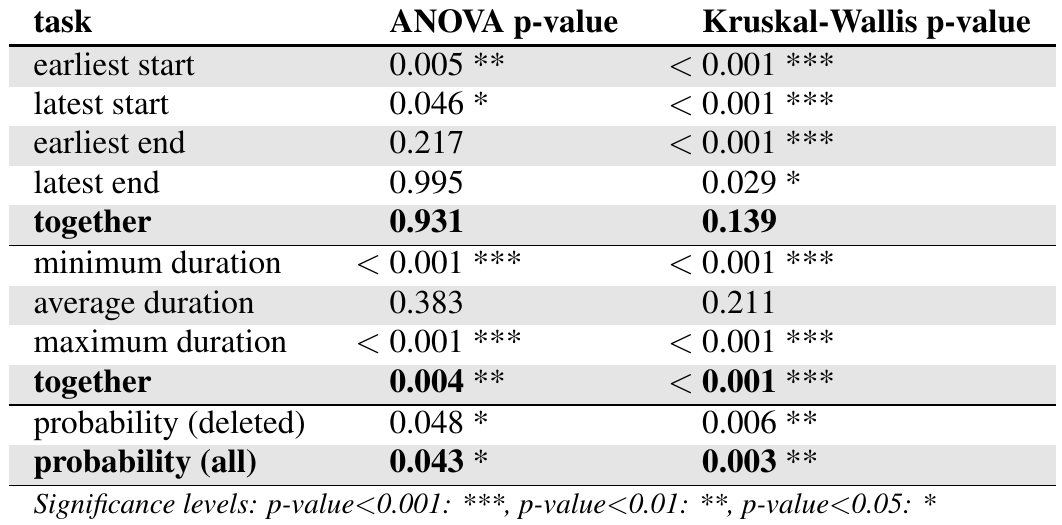 task ANOVA p-value Kruskal-Wallis p-value
earliest start 0.005 ** < 0.001 ***
latest start 0.046 * < 0.001 ***
earliest end 0.217 < 0.001 ***
latest end 0.995 0.029 *
together 0.931 0.139
minimum duration < 0.001 *** < 0.001 ***
average duration 0.383 0.211
maximum duration < 0.001 *** < 0.001 ***
together 0.004 ** < 0.001 ***
probability (deleted) 0.048 * 0.006 **
probability (all) 0.043 * 0.003 **
Significance levels: p-value<0.001: ***, p-value<0.01: **, p-value<0.05: *